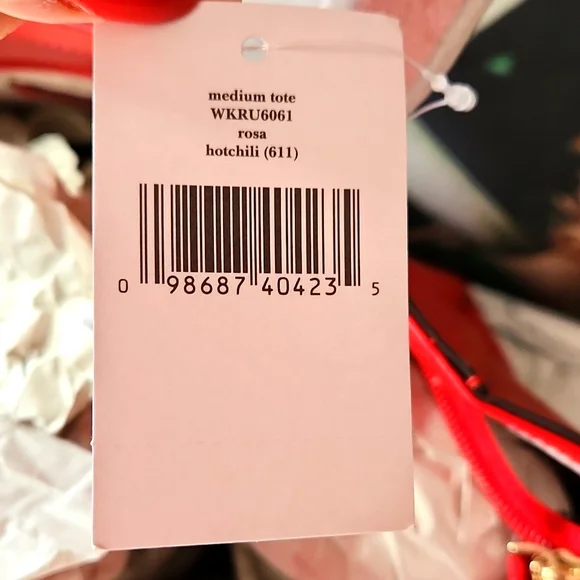 medium tote
WKRU6061
rosa
hotchili (611)
0 98687 40423 5